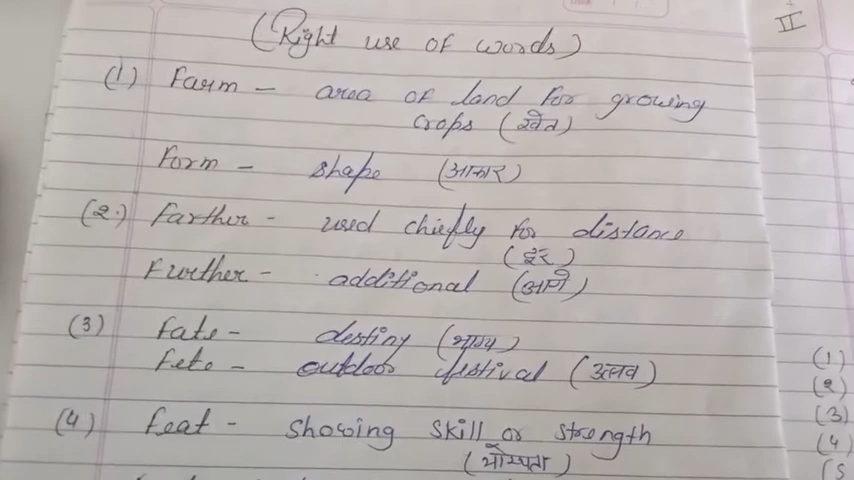 (Right use of words)
II
(1) Farm - area of land for growing
crops (खेत)
Form - shape (आकार)
(2.) Farther - used chiefly for distance
(दूर)
Further - additional (आगे)
(3) Fate - destiny (भाग्य)
Fete - outdoor festival (उत्सव)
(4) Feat - showing skill or strength
(1)
(2)
(3)
(4)
(5